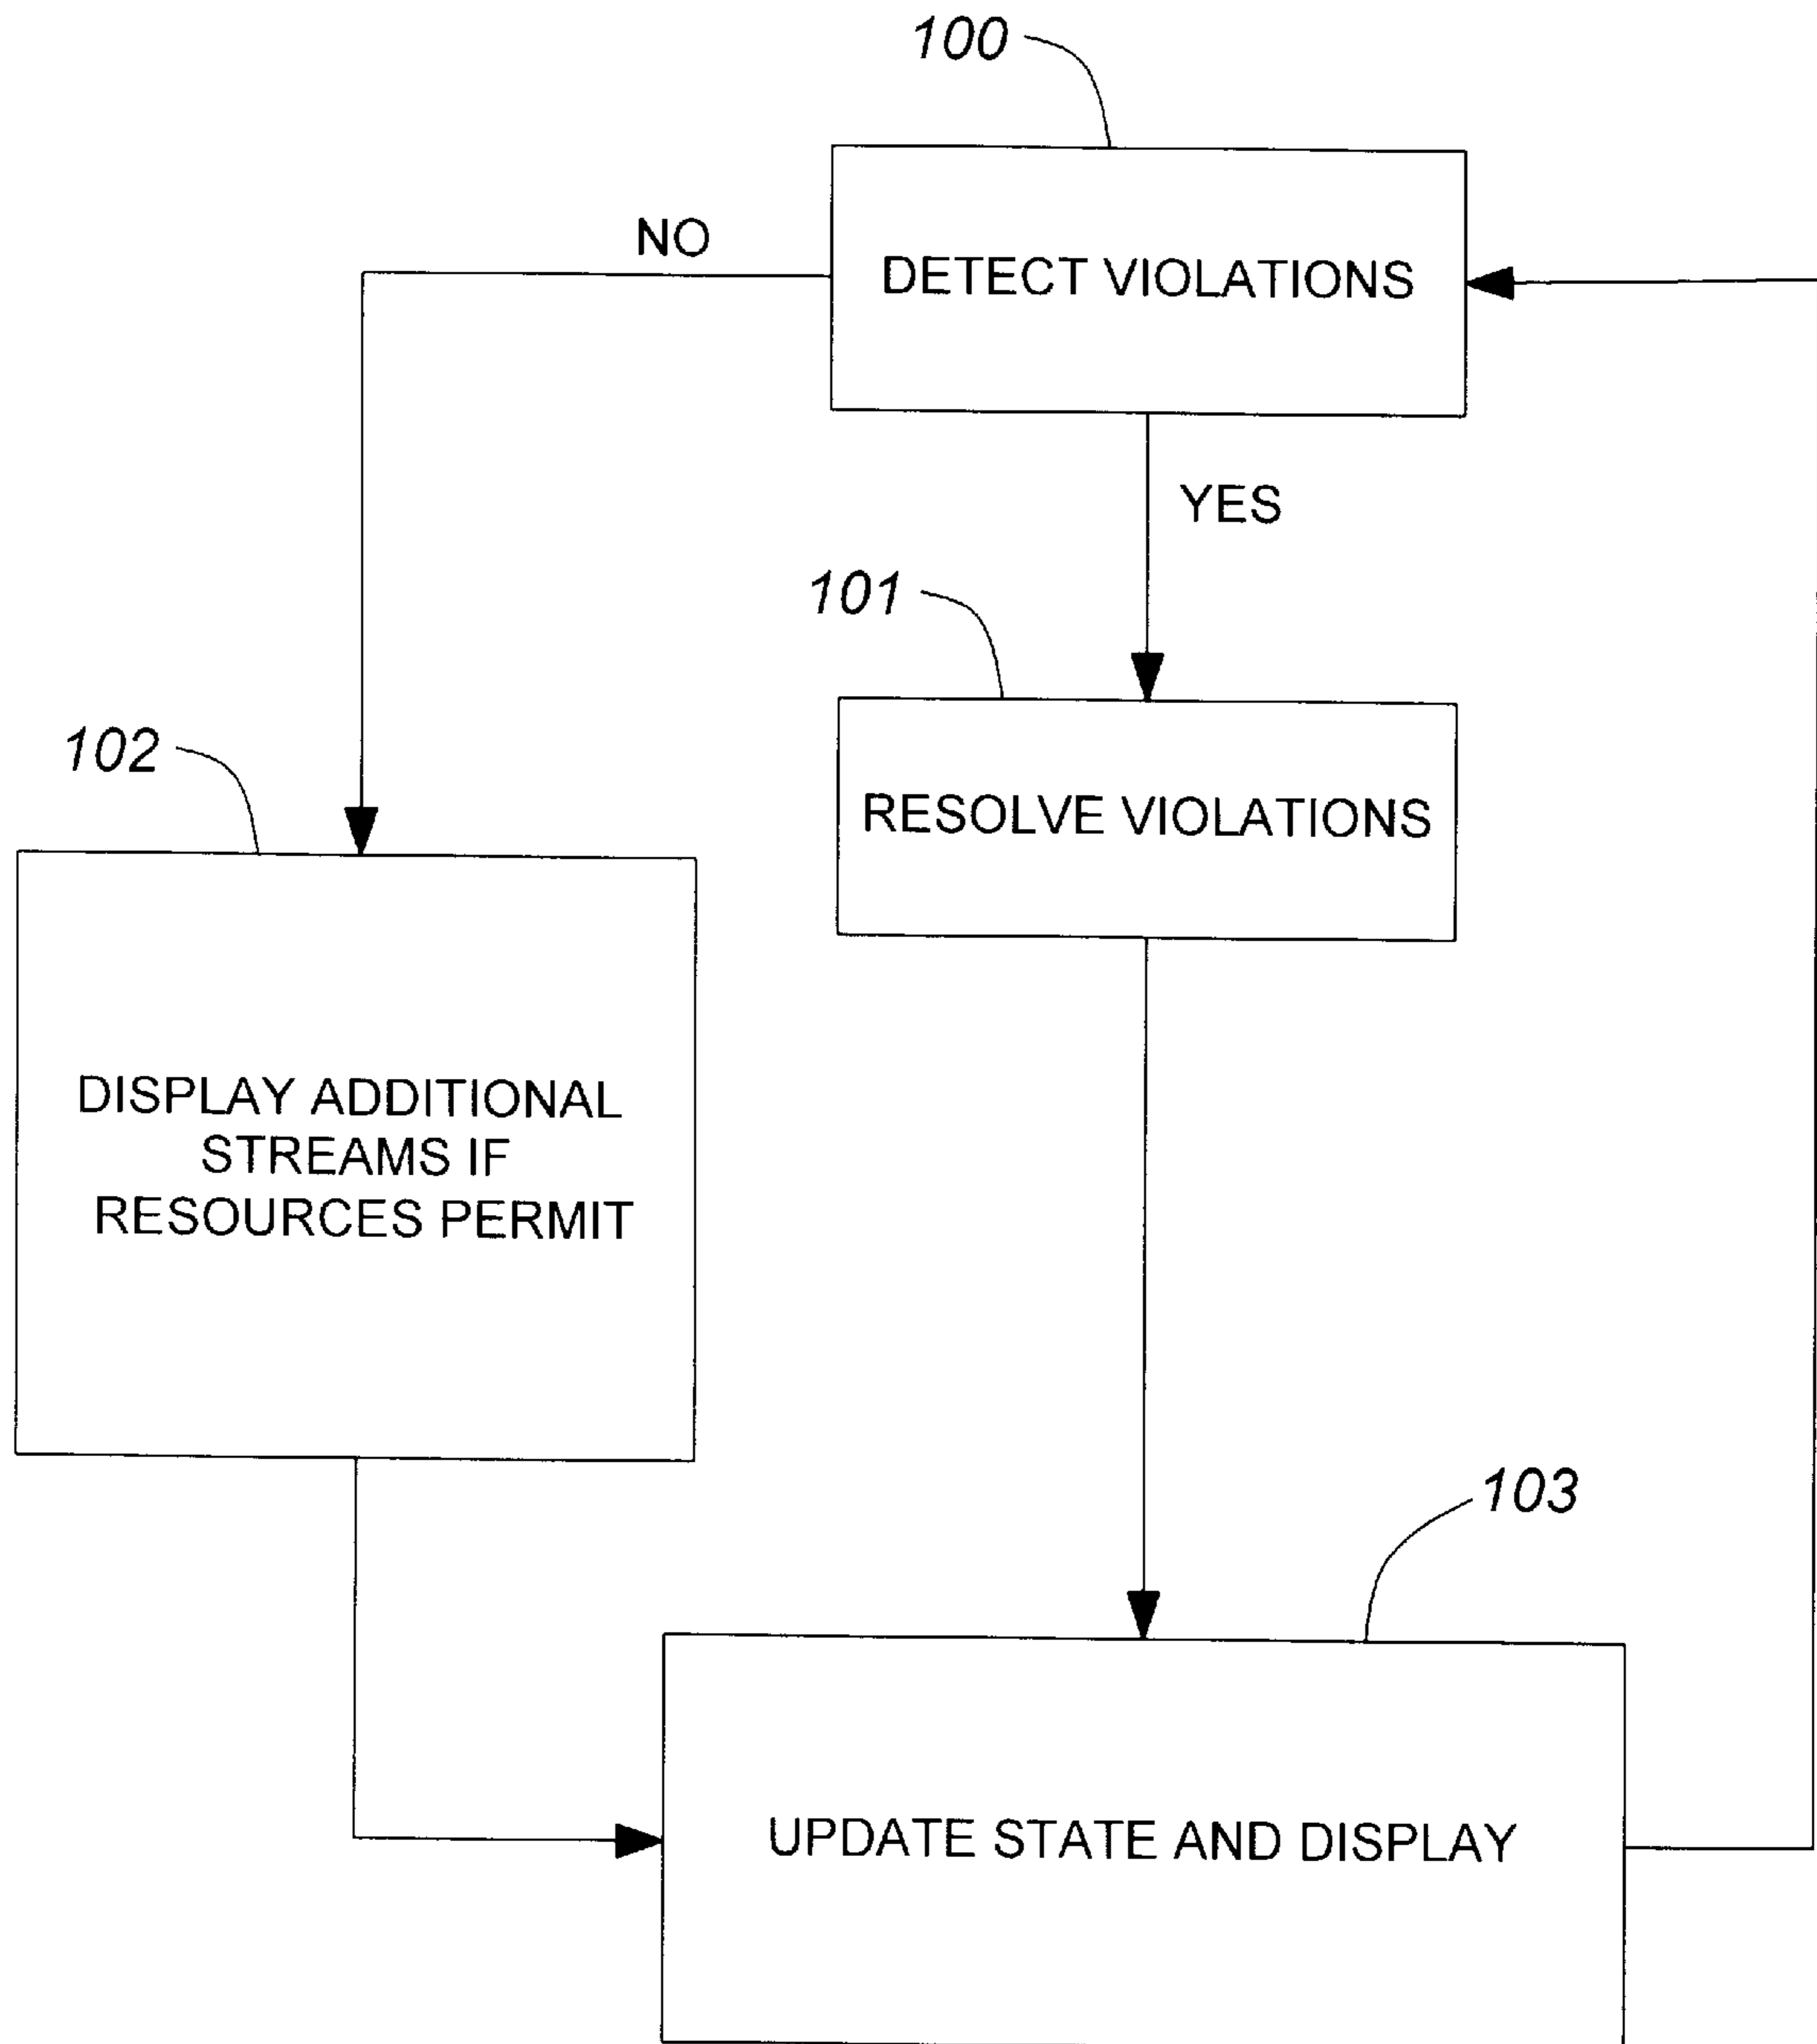 100
NO
DETECT VIOLATIONS
YES
101
102
RESOLVE VIOLATIONS
DISPLAY ADDITIONAL
STREAMS IF
RESOURCES PERMIT
103
UPDATE STATE AND DISPLAY